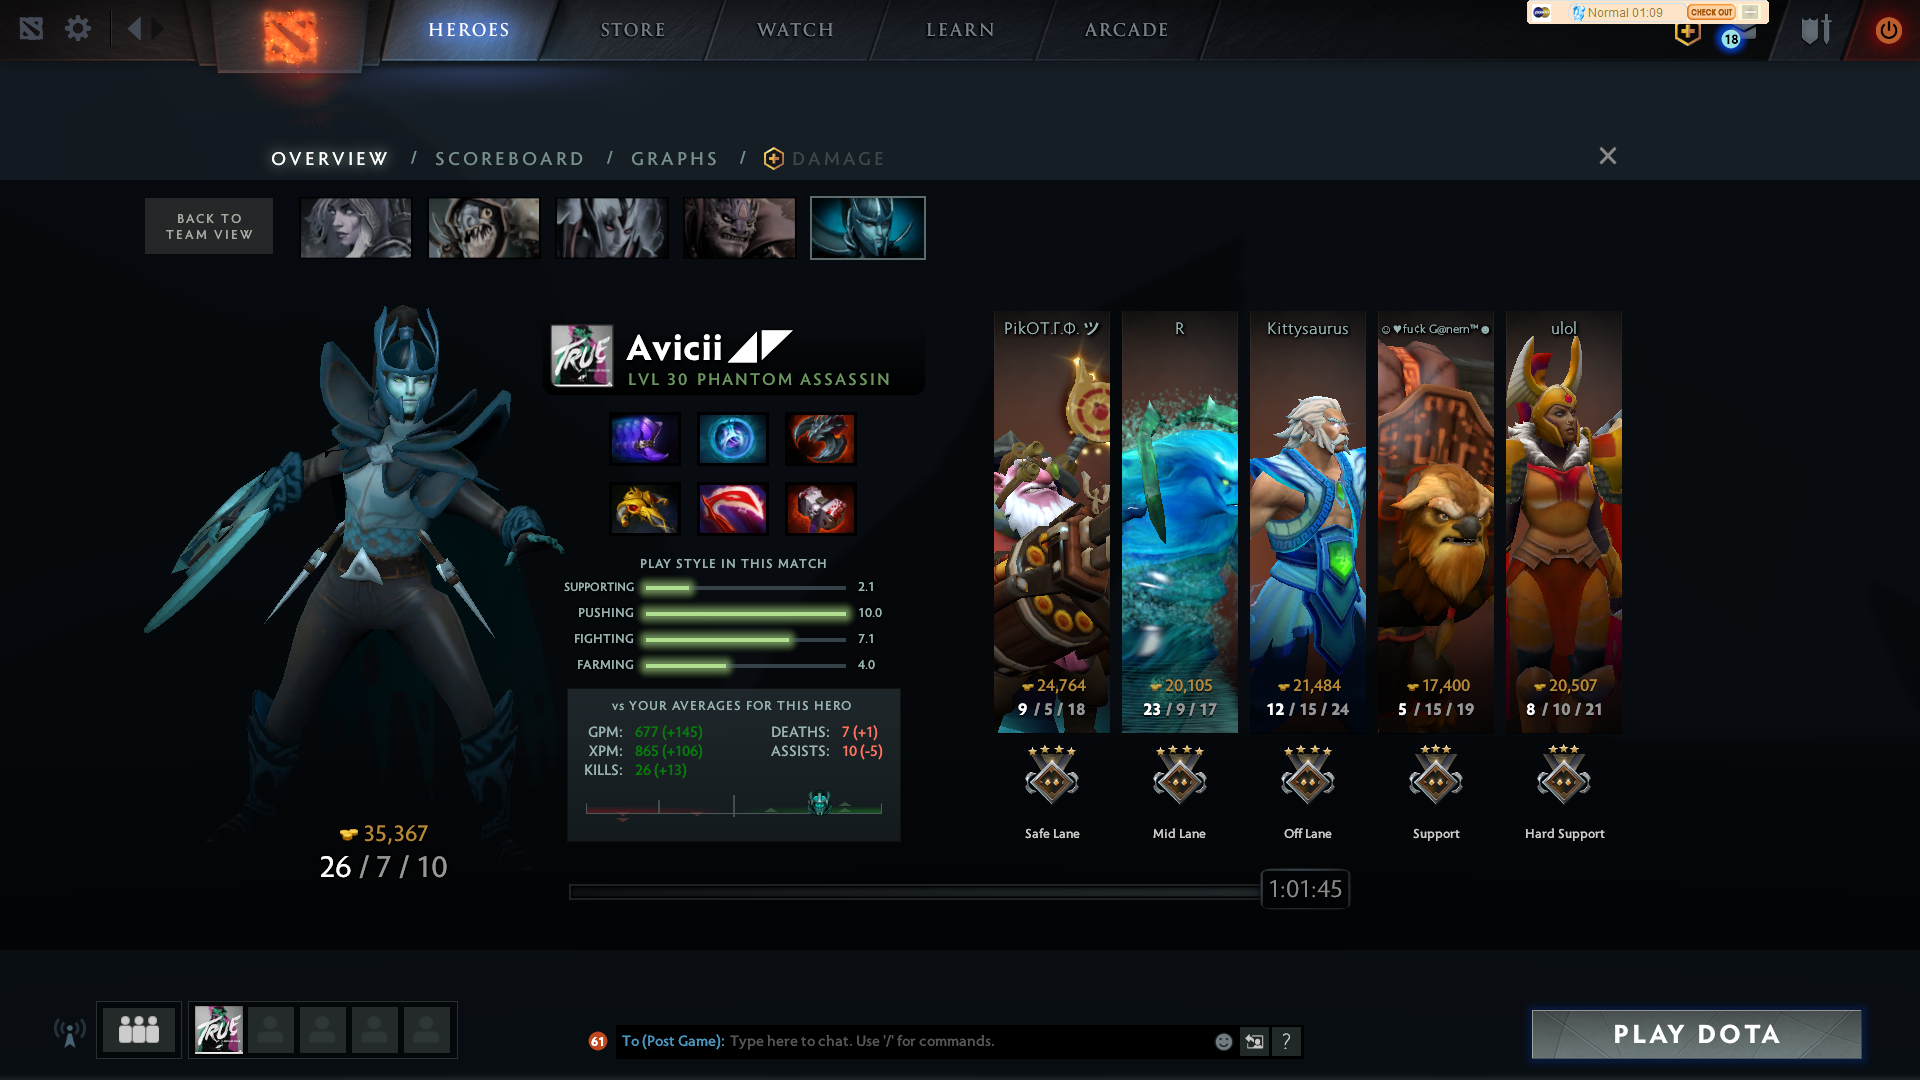 HEROES
STORE
WATCH
LEARN
ARCADE
Normal 01:09
CHECK OUT
18
OVERVIEW / SCOREBOARD / GRAPHS / DAMAGE
BACK TO
TEAM VIEW
TRUE
Avicii
LVL 30 PHANTOM ASSASSIN
PLAY STYLE IN THIS MATCH
SUPPORTING 2.1
PUSHING 10.0
FIGHTING 7.1
FARMING 4.0
vs YOUR AVERAGES FOR THIS HERO
GPM: 677 (+145)
DEATHS: 7 (+1)
XPM: 865 (+106)
ASSISTS: 10 (-5)
KILLS: 26 (+13)
35,367
26 / 7 / 10
PikOT.Г.Ф. ツ
24,764
9 / 5 / 18
Safe Lane
R
20,105
23 / 9 / 17
Mid Lane
Kittysaurus
21,484
12 / 15 / 24
Off Lane
☺♥fu¢k G@nern™☻
17,400
5 / 15 / 19
Support
ulol
20,507
8 / 10 / 21
Hard Support
1:01:45
TRUE
61
To (Post Game): Type here to chat. Use '/' for commands.
?
PLAY DOTA